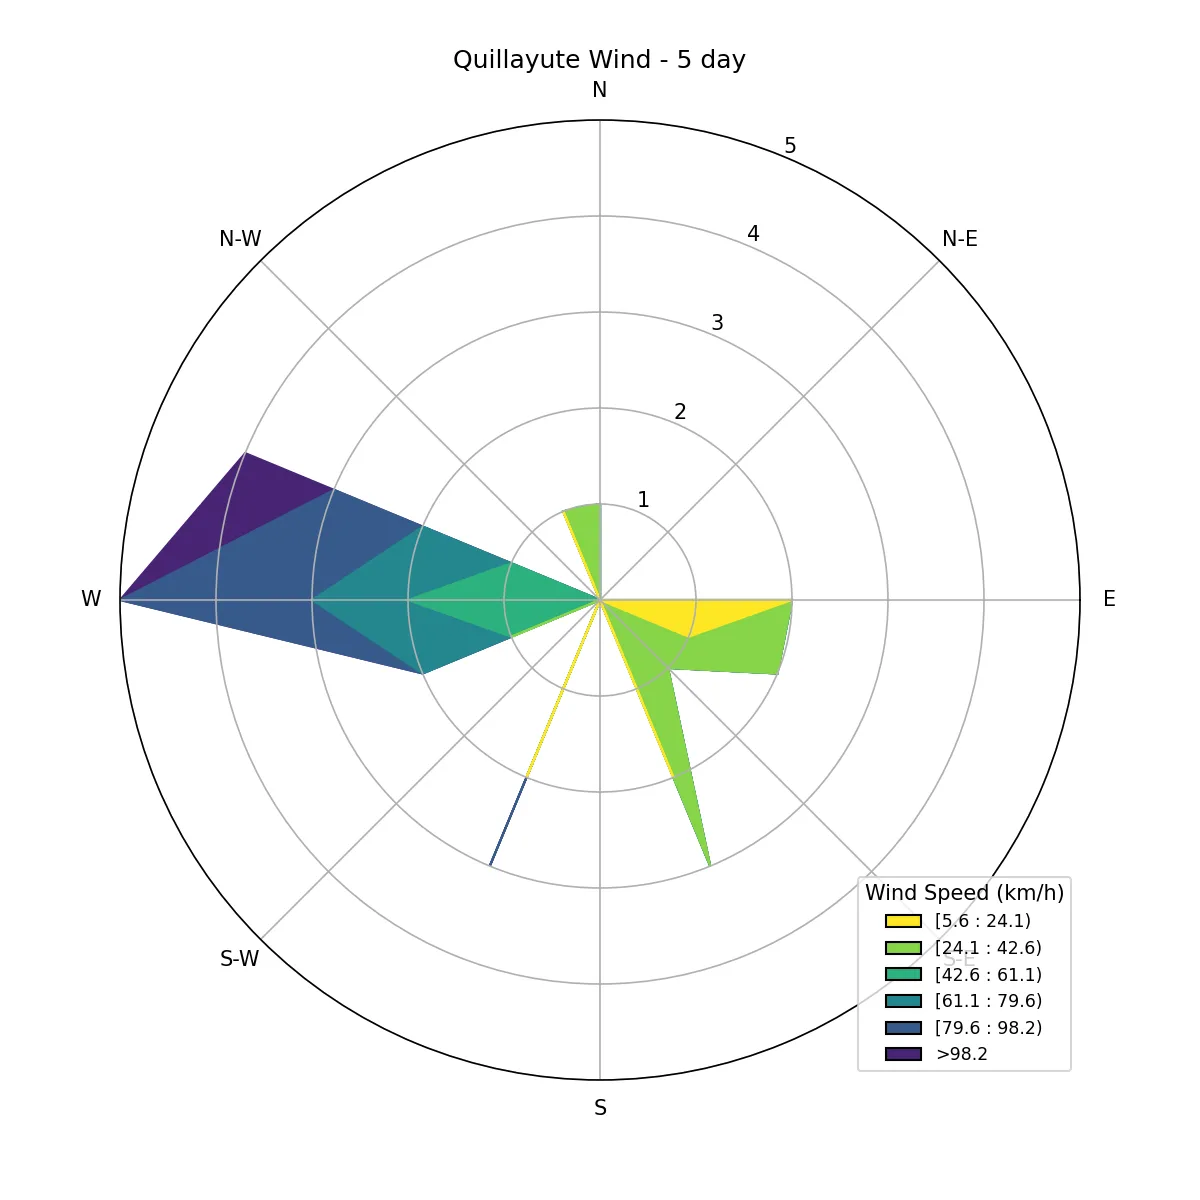 Quillayute Wind - 5 day
N
5
N-W
4
N-E
3
2
1
W
E
Wind Speed (km/h)
[5.6 : 24.1)
[24.1 : 42.6)
S-W
S-E
[42.6 : 61.1)
[61.1 : 79.6)
[79.6 : 98.2)
>98.2
S